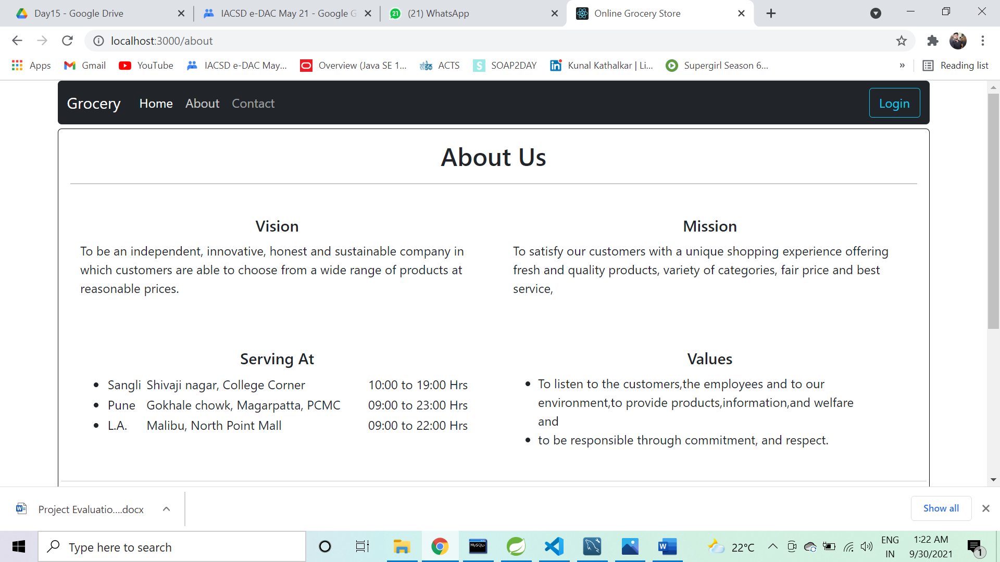 Day15 - Google Drive
IACSD e-DAC May 21 - Google G
21
(21) WhatsApp
Online Grocery Store
localhost:3000/about
Apps
Gmail
YouTube
IACSD e-DAC May...
Overview (Java SE 1...
ACTS
S
SOAP2DAY
in
Kunal Kathalkar | Li...
Supergirl Season 6...
»
Reading list
Grocery
Home
About
Contact
Login
About Us
Vision
To be an independent, innovative, honest and sustainable company in
which customers are able to choose from a wide range of products at
reasonable prices.
Mission
To satisfy our customers with a unique shopping experience offering
fresh and quality products, variety of categories, fair price and best
service,
Serving At
• Sangli Shivaji nagar, College Corner 10:00 to 19:00 Hrs
• Pune Gokhale chowk, Magarpatta, PCMC 09:00 to 23:00 Hrs
• L.A. Malibu, North Point Mall 09:00 to 22:00 Hrs
Values
• To listen to the customers,the employees and to our
environment,to provide products,information,and welfare
and
• to be responsible through commitment, and respect.
W
Project Evaluatio....docx
Show all
Type here to search
MySQL
W
22°C
ENG
IN
1:22 AM
9/30/2021
1